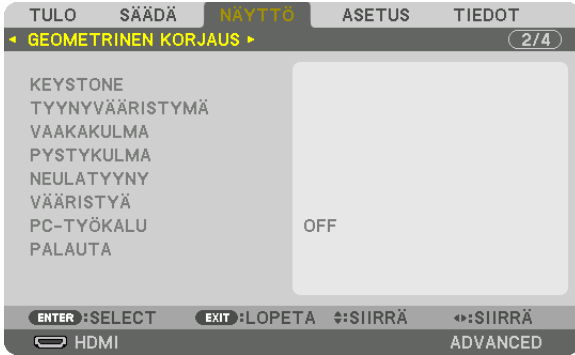 TULO SÄÄDÄ NÄYTTÖ ASETUS TIEDOT
GEOMETRINEN KORJAUS 2/4
KEYSTONE
TYYNYVÄÄRISTYMÄ
VAAKAKULMA
PYSTYKULMA
NEULATYYNY
VÄÄRISTYÄ
PC-TYÖKALU OFF
PALAUTA
ENTER :SELECT EXIT :LOPETA :SIIRRÄ :SIIRRÄ
HDMI ADVANCED